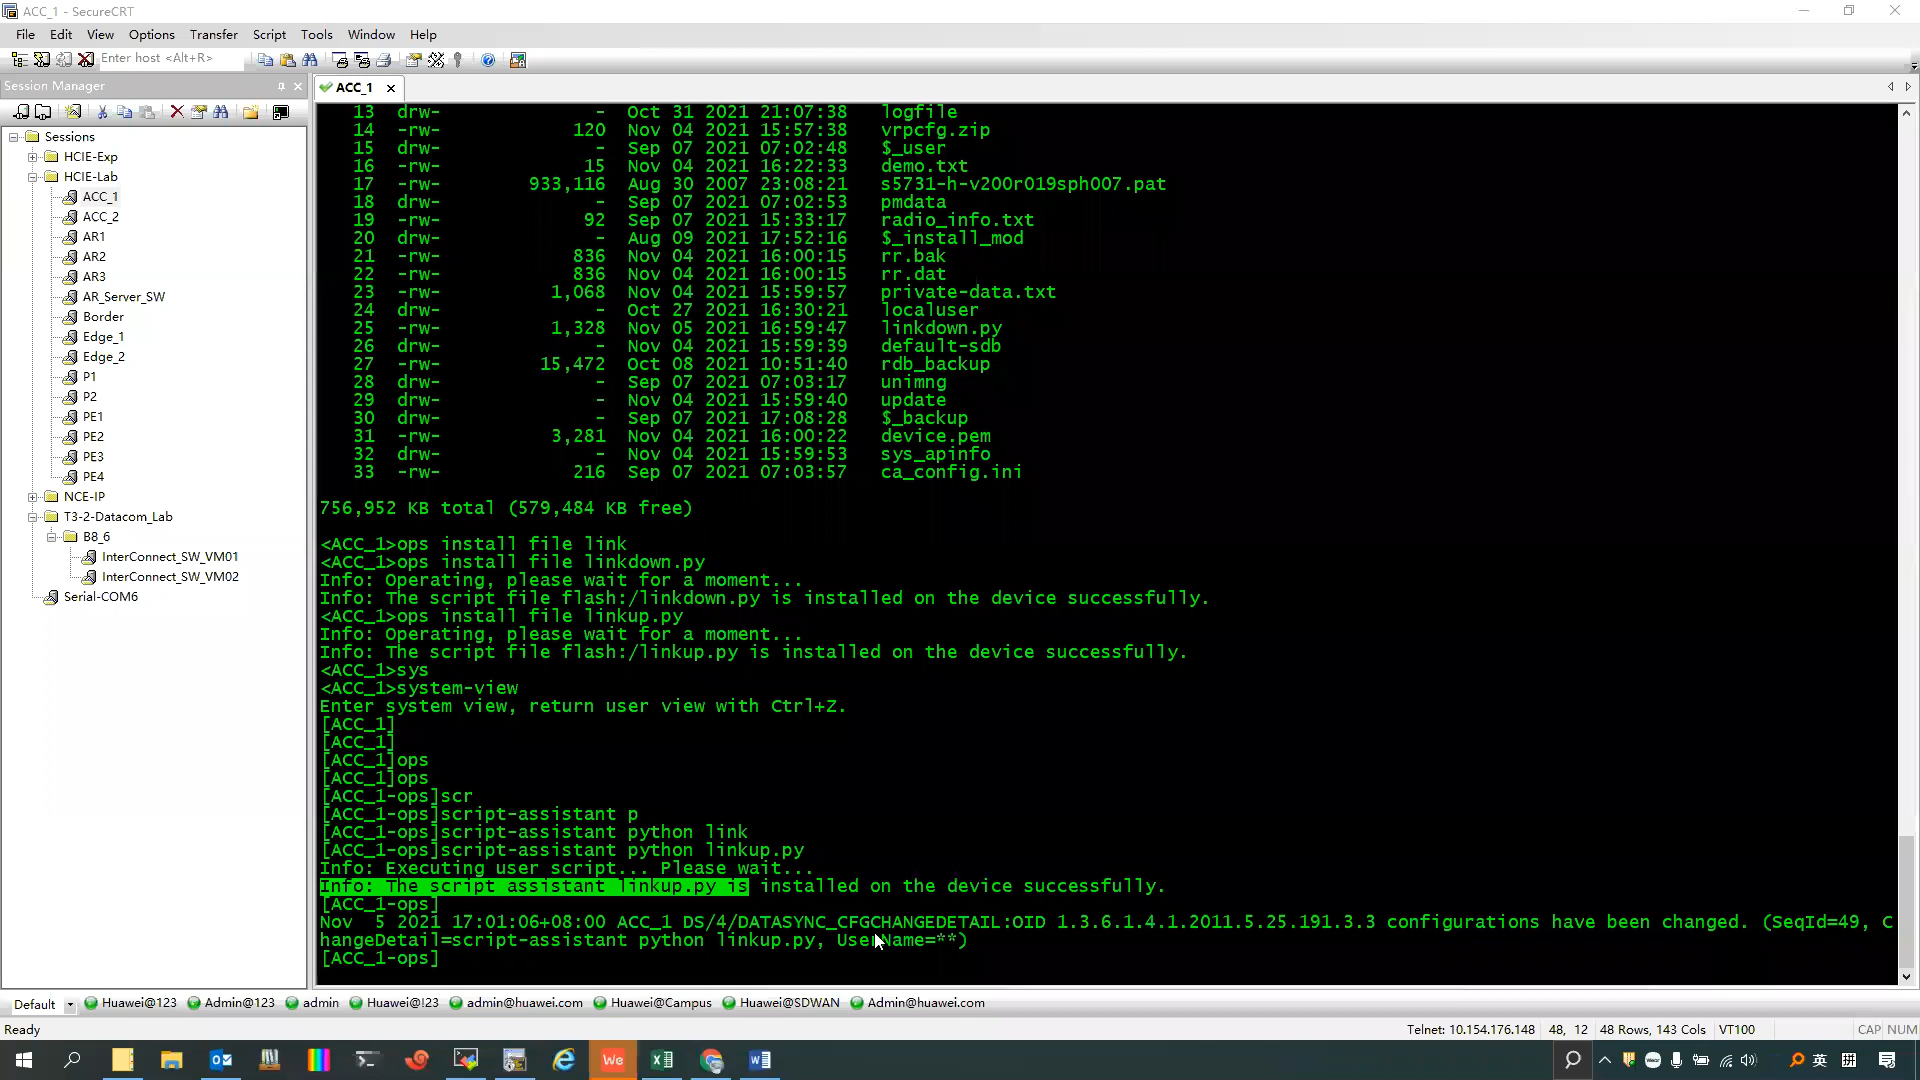 ACC_1 - SecureCRT
File Edit View Options Transfer Script Tools Window Help
Enter host <Alt+R>
Session Manager
ACC_1
Sessions
HCIE-Exp
HCIE-Lab
ACC_1
ACC_2
AR1
AR2
AR3
AR_Server_SW
Border
Edge_1
Edge_2
P1
P2
PE1
PE2
PE3
PE4
NCE-IP
T3-2-Datacom_Lab
B8_6
InterConnect_SW_VM01
InterConnect_SW_VM02
Serial-COM6
13 drw- - Oct 31 2021 21:07:38 logfile
14 -rw- 120 Nov 04 2021 15:57:38 vrpcfg.zip
15 drw- - Sep 07 2021 07:02:48 $_user
16 -rw- 15 Nov 04 2021 16:22:33 demo.txt
17 -rw- 933,116 Aug 30 2007 23:08:21 s5731-h-v200r019sph007.pat
18 drw- - Sep 07 2021 07:02:53 pmdata
19 -rw- 92 Sep 07 2021 15:33:17 radio_info.txt
20 drw- - Aug 09 2021 17:52:16 $_install_mod
21 -rw- 836 Nov 04 2021 16:00:15 rr.bak
22 -rw- 836 Nov 04 2021 16:00:15 rr.dat
23 -rw- 1,068 Nov 04 2021 15:59:57 private-data.txt
24 drw- - Oct 27 2021 16:30:21 localuser
25 -rw- 1,328 Nov 05 2021 16:59:47 linkdown.py
26 drw- - Nov 04 2021 15:59:39 default-sdb
27 -rw- 15,472 Oct 08 2021 10:51:40 rdb_backup
28 drw- - Sep 07 2021 07:03:17 unimng
29 drw- - Nov 04 2021 15:59:40 update
30 drw- - Sep 07 2021 17:08:28 $_backup
31 -rw- 3,281 Nov 04 2021 16:00:22 device.pem
32 drw- - Nov 04 2021 15:59:53 sys_apinfo
33 -rw- 216 Sep 07 2021 07:03:57 ca_config.ini
756,952 KB total (579,484 KB free)
<ACC_1>ops install file link
<ACC_1>ops install file linkdown.py
Info: Operating, please wait for a moment...
Info: The script file flash:/linkdown.py is installed on the device successfully.
<ACC_1>ops install file linkup.py
Info: Operating, please wait for a moment...
Info: The script file flash:/linkup.py is installed on the device successfully.
<ACC_1>sys
<ACC_1>system-view
Enter system view, return user view with Ctrl+Z.
[ACC_1]
[ACC_1]
[ACC_1]ops
[ACC_1]ops
[ACC_1-ops]scr
[ACC_1-ops]script-assistant p
[ACC_1-ops]script-assistant python link
[ACC_1-ops]script-assistant python linkup.py
Info: Executing user script... Please wait...
Info: The script assistant linkup.py is installed on the device successfully.
[ACC_1-ops]
Nov 5 2021 17:01:06+08:00 ACC_1 DS/4/DATASYNC_CFGCHANGEDETAIL:OID 1.3.6.1.4.1.2011.5.25.191.3.3 configurations have been changed. (SeqId=49, C
hangeDetail=script-assistant python linkup.py, UserName=**)
[ACC_1-ops]
Default Huawei@123 Admin@123 admin Huawei@!23 admin@huawei.com Huawei@Campus Huawei@SDWAN Admin@huawei.com
Ready Telnet: 10.154.176.148 48, 12 48 Rows, 143 Cols VT100 CAP NUM
We 英